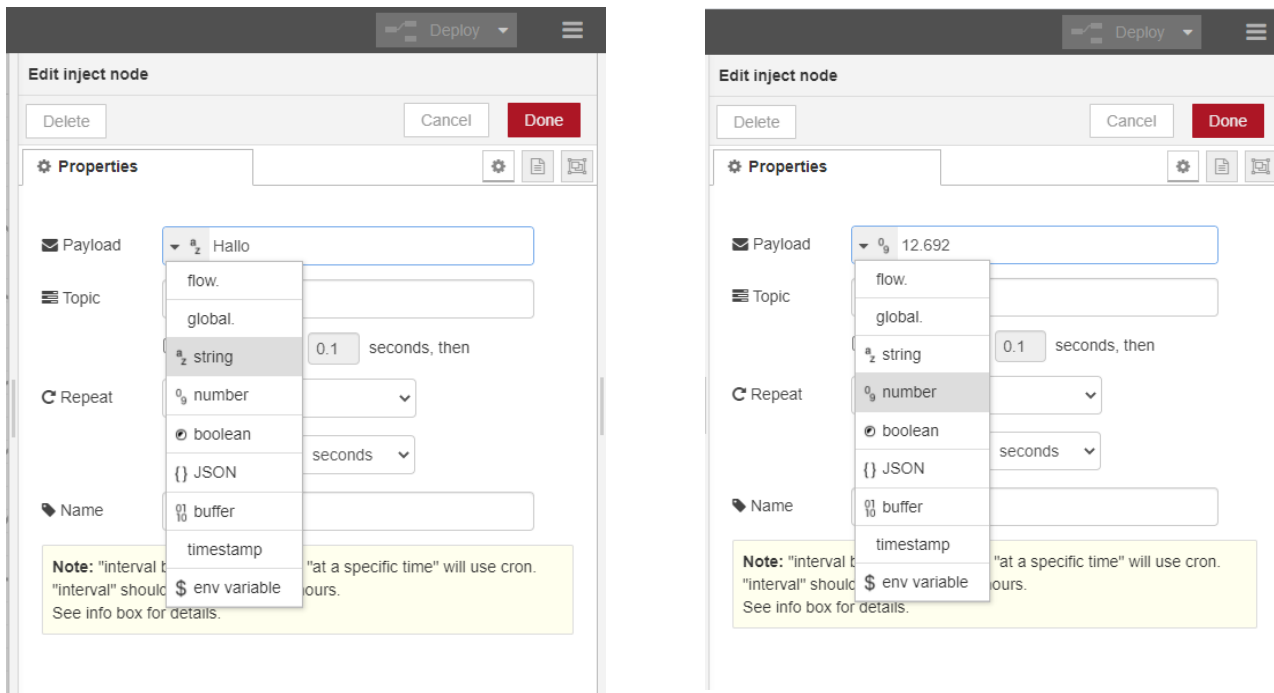 Deploy
Edit inject node
Delete
Cancel
Done
Properties
Payload
Hallo
flow.
Topic
global.
string
0.1
seconds, then
Repeat
number
boolean
seconds
JSON
Name
buffer
timestamp
Note: "interval "at a specific time" will use cron.
"interval"
$ env variable
See info box for details.
Deploy
Edit inject node
Delete
Cancel
Done
Properties
Payload
12.692
flow.
Topic
global.
string
0.1
seconds, then
Repeat
number
boolean
seconds
JSON
Name
buffer
timestamp
Note: "interval "at a specific time" will use cron.
"interval"
$ env variable
See info box for details.